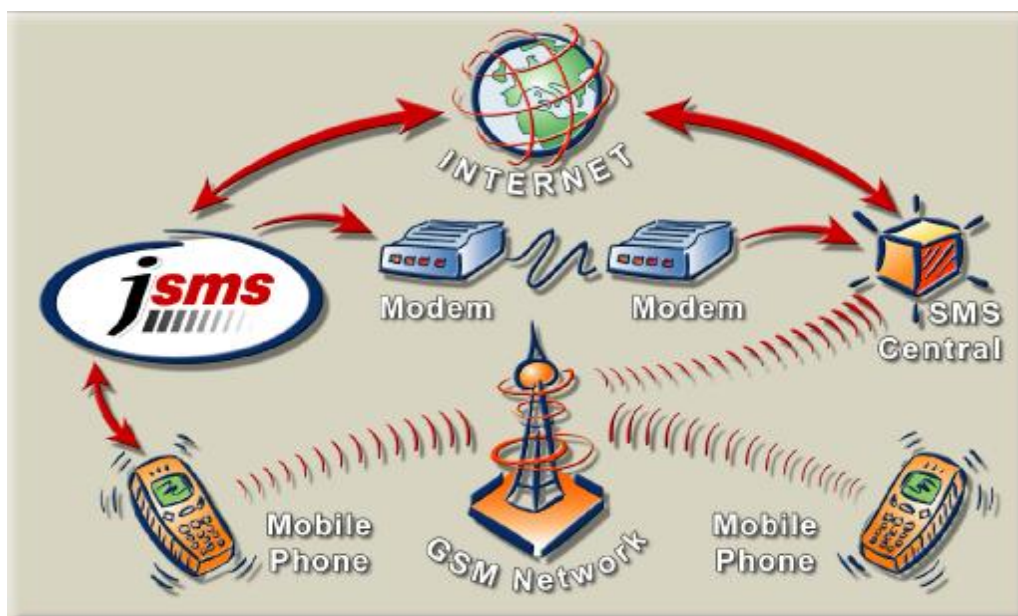 INTERNET
jsms
Modem
Modem
SMS
Central
Mobile
Phone
GSM Network
Mobile
Phone